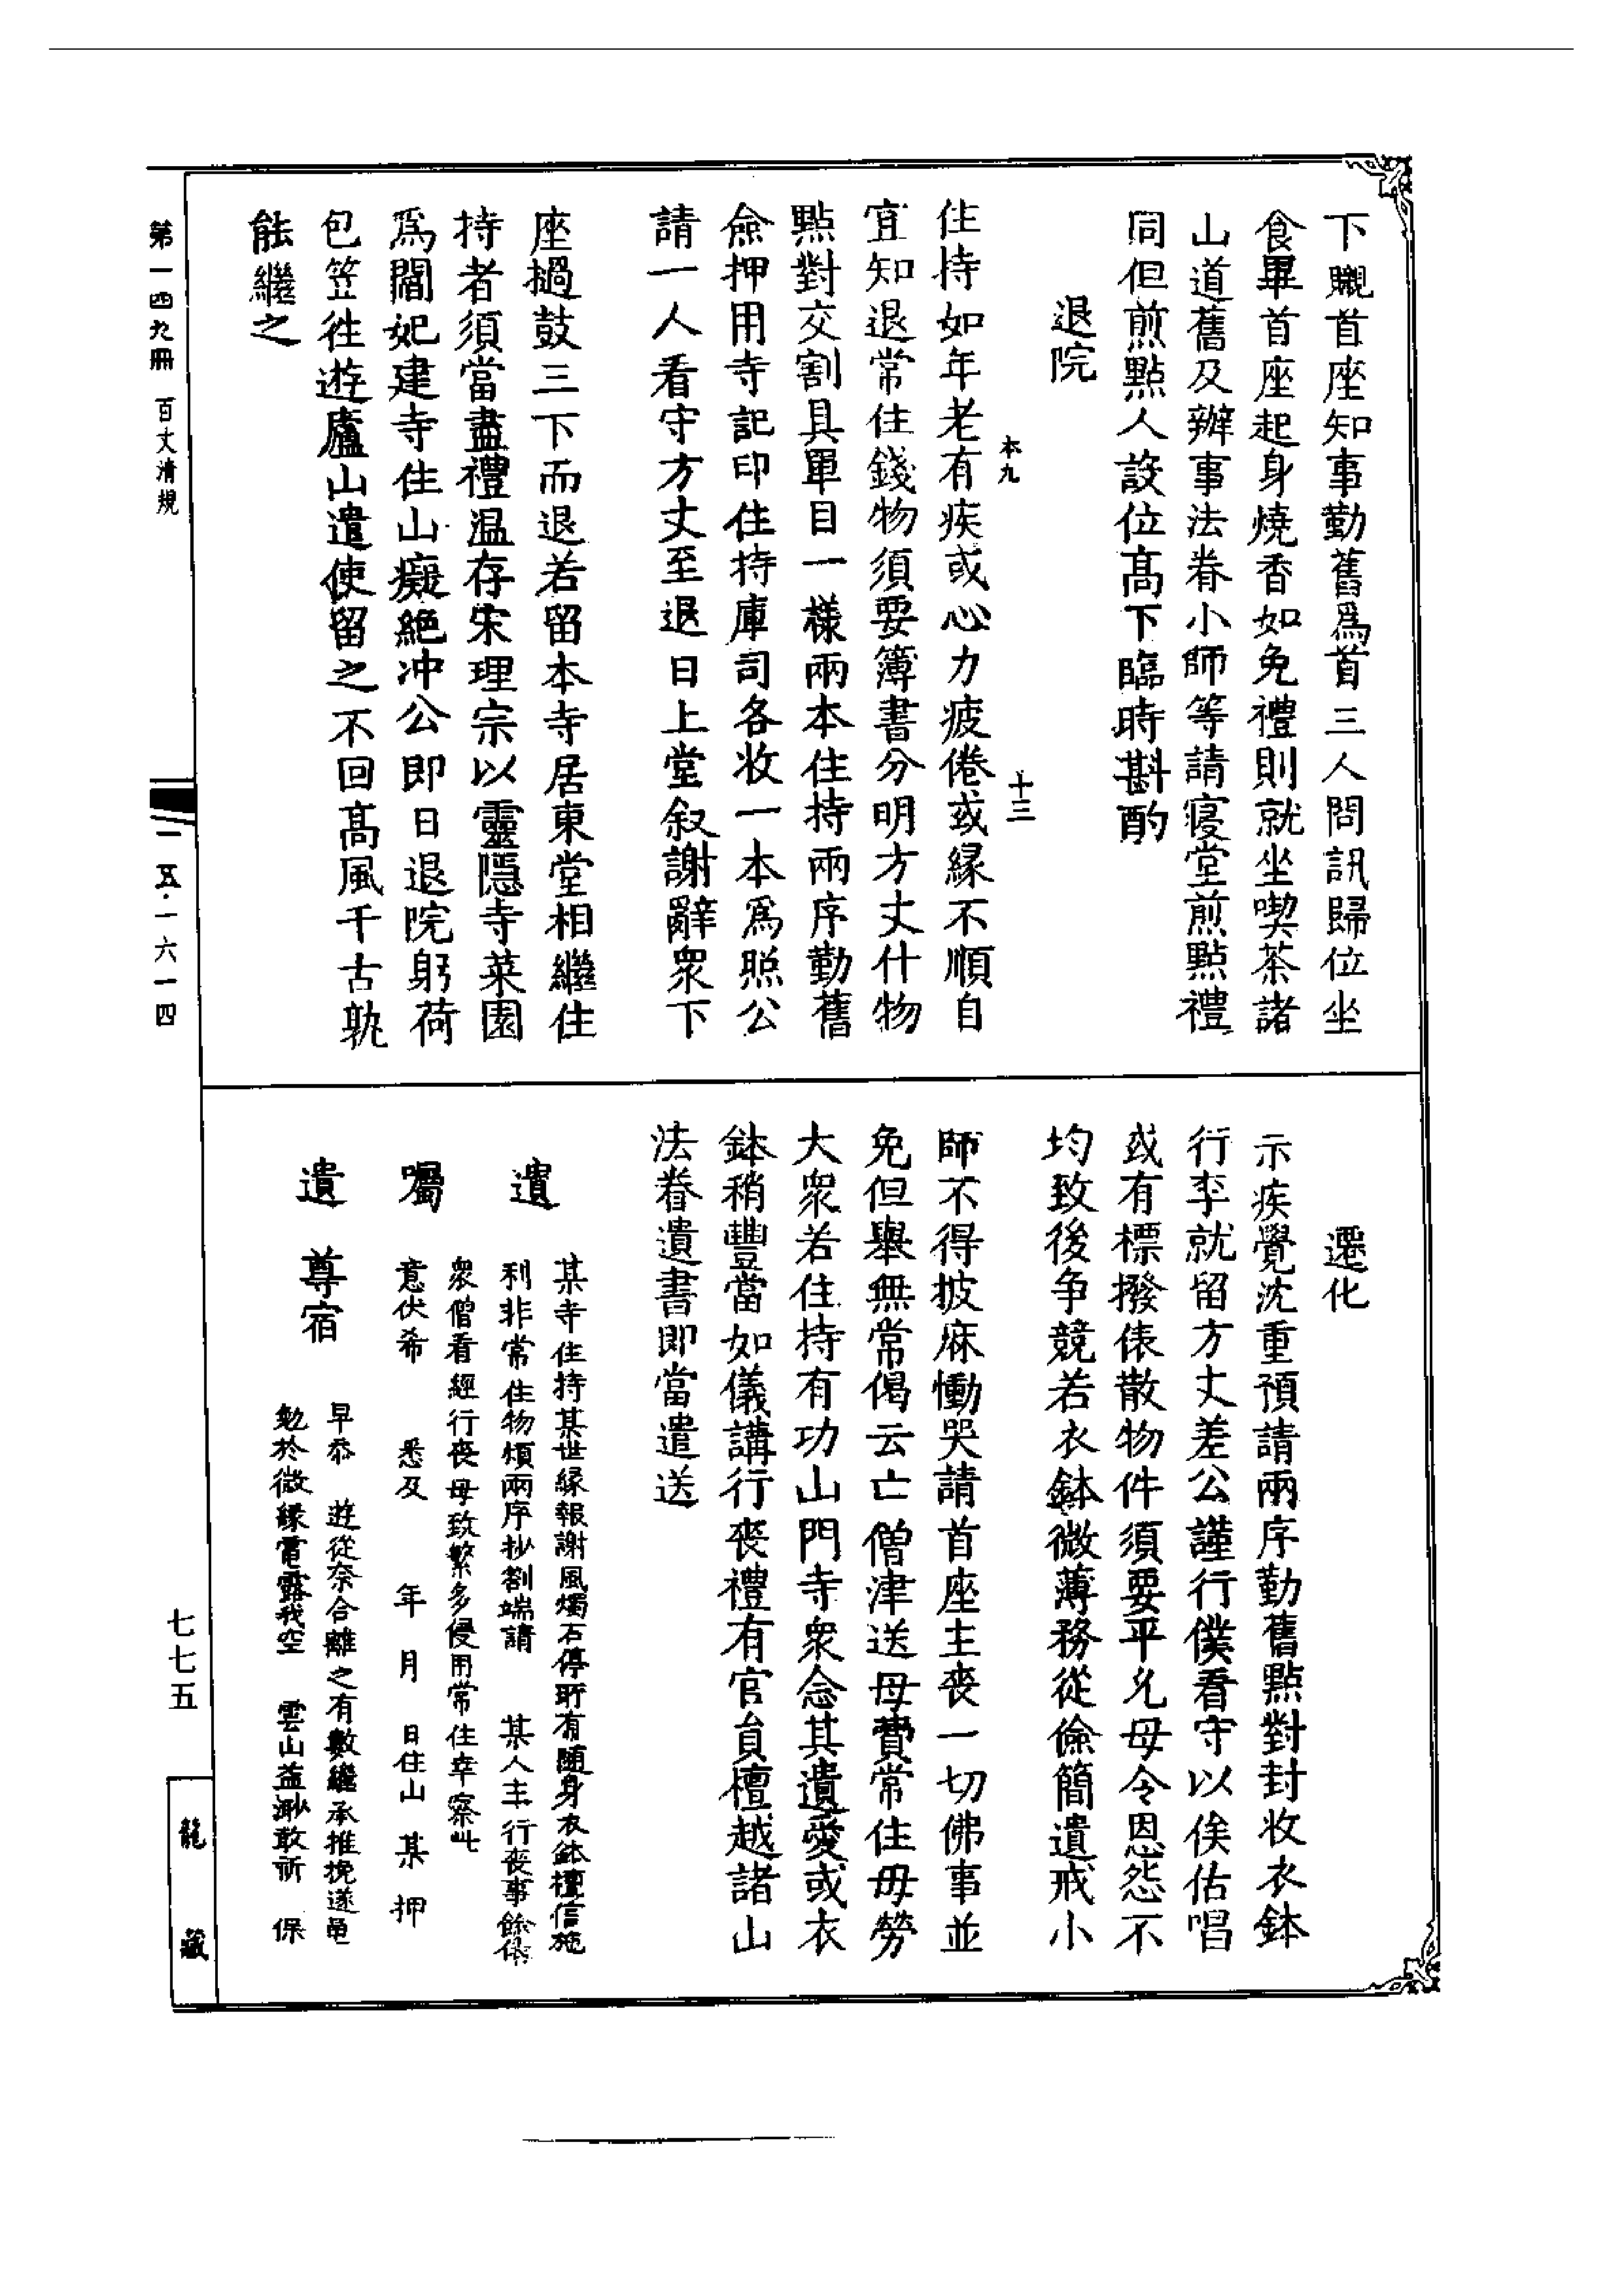 下嚫首座知事勤舊爲首三人問訊歸位坐
食畢首座起身燒香如免禮則就坐喫茶諸
山道舊及辦事法眷小師等請寢堂煎點禮
同但煎點人設位高下臨時斟酌
退院
本九
十三
住持如年老有疾或心力疲倦或緣不順自
宜知退常住錢物須要簿書分明方丈什物
點對交割具單目一樣兩本住持兩序勤舊
僉押用寺記印住持庫司各收一本爲照公
請一人看守方丈至退日上堂叙謝辭衆下
座撾鼓三下而退若留本寺居東堂相繼住
持者須當盡禮温存宋理宗以靈隱寺菜園
爲閻妃建寺住山癡絕冲公即日退院躬荷
包笠徃遊廬山遣使留之不回高風千古孰
能繼之
遷化
示疾覺沈重預請兩序勤舊點對封收衣鉢
行李就留方丈差公謹行僕看守以俟估唱
或有標撥俵散物件須要平允毋令恩怨不
均致後争競若衣鉢微薄務從儉簡遺戒小
師不得披麻慟哭請首座主丧一切佛事並
免但舉無常偈云亡僧津送毋費常住毋勞
大衆若住持有功山門寺衆念其遺愛或衣
鉢稍豐當如儀講行丧禮有官員檀越諸山
法眷遺書即當遣送
遺
某寺住持某世緣報謝風燭石停所有随身衣鉢檀信施
利非常住物煩兩序抄劄端請 某人主行丧事餘俵
衆僧看經行丧毋致繁多侵用常住幸察此
囑
意伏希 悉及 年 月 日住山 某 押
遺 尊宿
早忝 遊從奈合離之有數繼承推挽遂黽
勉於微緣電露我空 雲山益渺敢祈 保
第一四九冊 百丈清規
一五·一六一四
七七五
龍藏